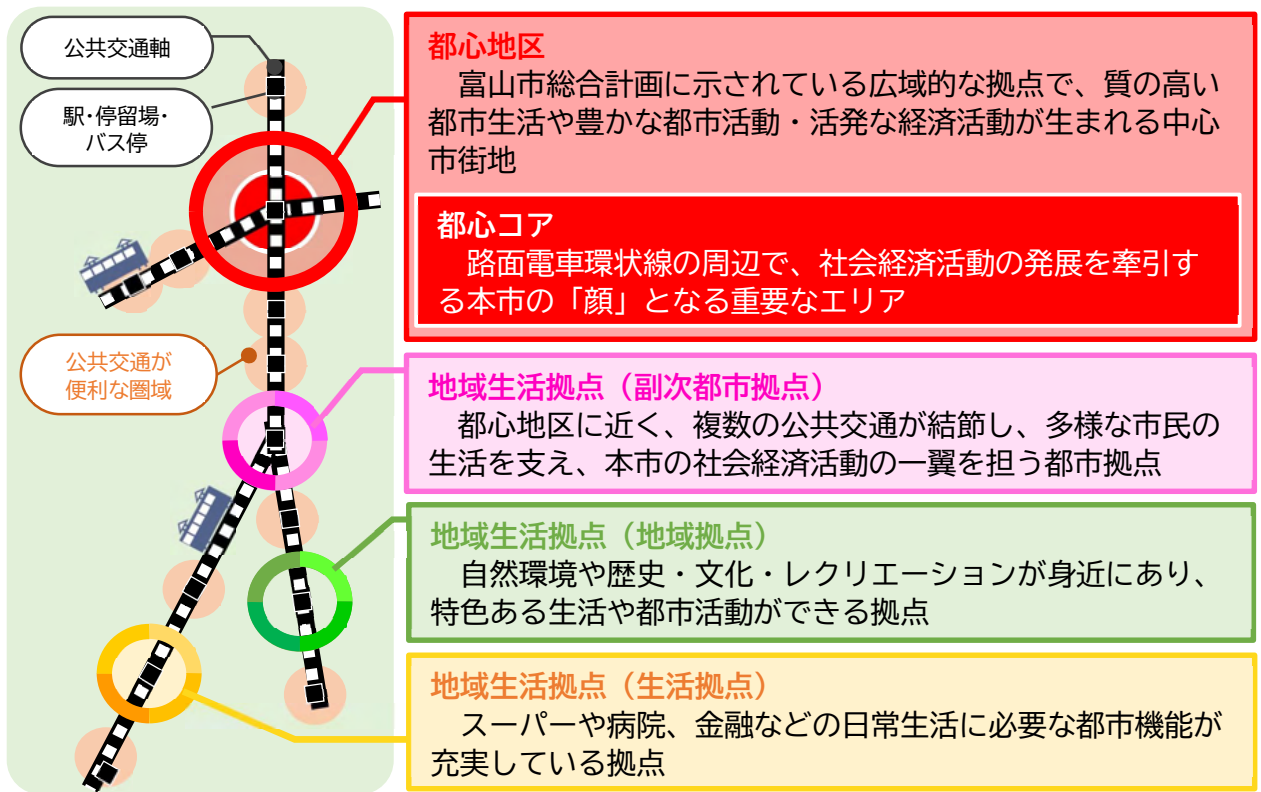 公共交通軸
駅・停留場・
バス停
公共交通が
便利な圏域
都心地区
富山市総合計画に示されている広域的な拠点で、質の高い
都市生活や豊かな都市活動・活発な経済活動が生まれる中心
市街地
都心コア
路面電車環状線の周辺で、社会経済活動の発展を牽引す
る本市の「顔」となる重要なエリア
地域生活拠点（副次都市拠点）
都心地区に近く、複数の公共交通が結節し、多様な市民の
生活を支え、本市の社会経済活動の一翼を担う都市拠点
地域生活拠点（地域拠点）
自然環境や歴史・文化・レクリエーションが身近にあり、
特色ある生活や都市活動ができる拠点
地域生活拠点（生活拠点）
スーパーや病院、金融などの日常生活に必要な都市機能が
充実している拠点